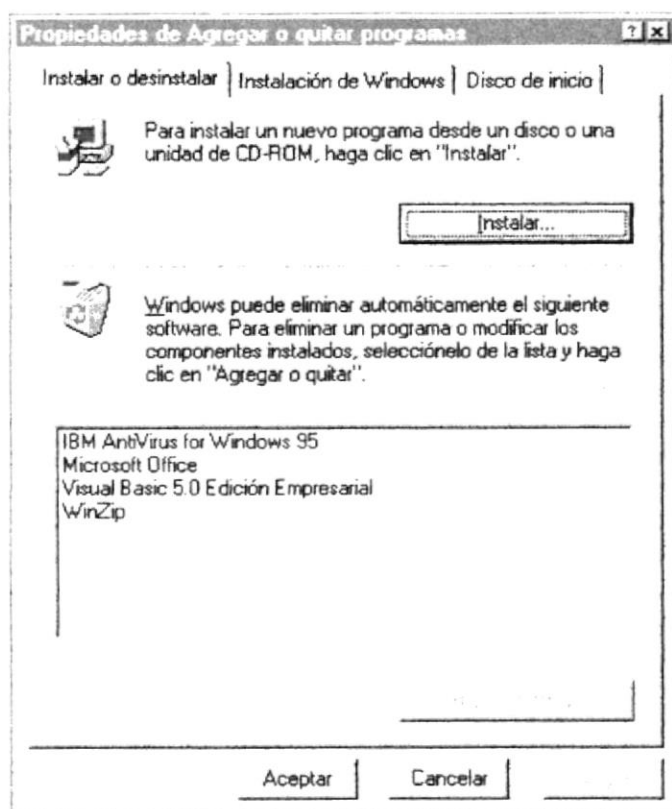 Propiedades de Agregar o quitar programas
Instalar o desinstalar Instalación de Windows Disco de inicio
Para instalar un nuevo programa desde un disco o una
unidad de CD-ROM, haga clic en "Instalar".
Instalar...
Windows puede eliminar automáticamente el siguiente
software. Para eliminar un programa o modificar los
componentes instalados, selecciónelo de la lista y haga
clic en "Agregar o quitar".
IBM AntiVirus for Windows 95
Microsoft Office
Visual Basic 5.0 Edición Empresarial
WinZip
Aceptar Cancelar